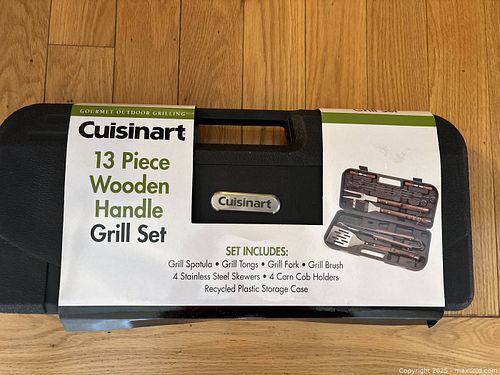 GOURMET OUTDOOR GRILLING
Cuisinart
13 Piece
Wooden
Handle
Grill Set
Cuisinart
SET INCLUDES:
Grill Spatula • Grill Tongs • Grill Fork • Grill Brush
4 Stainless Steel Skewers • 4 Corn Cob Holders
Recycled Plastic Storage Case
Copyright 2025 - maxsold.com